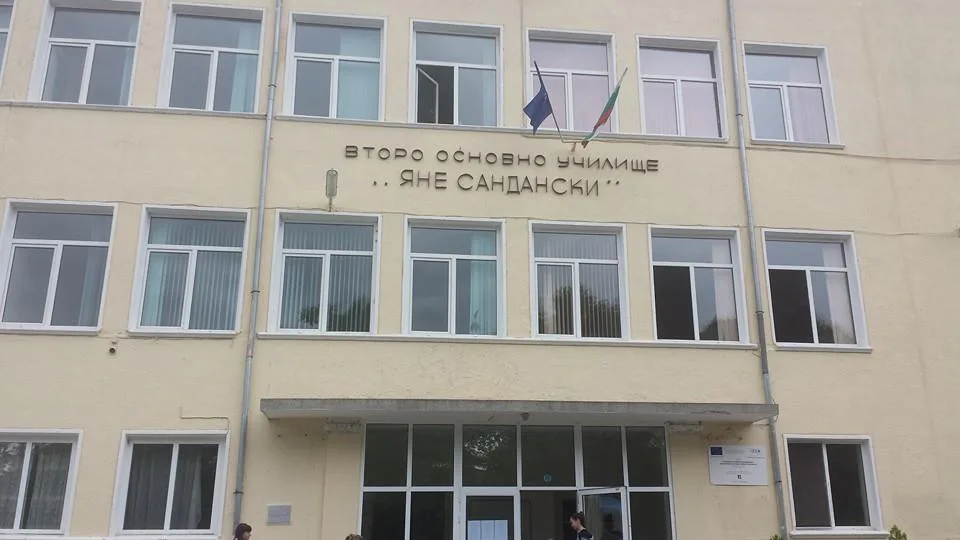 ВТОРО ОСНОВНО УЧИЛИЩЕ
,, ЯНЕ САНДАНСКИ ''